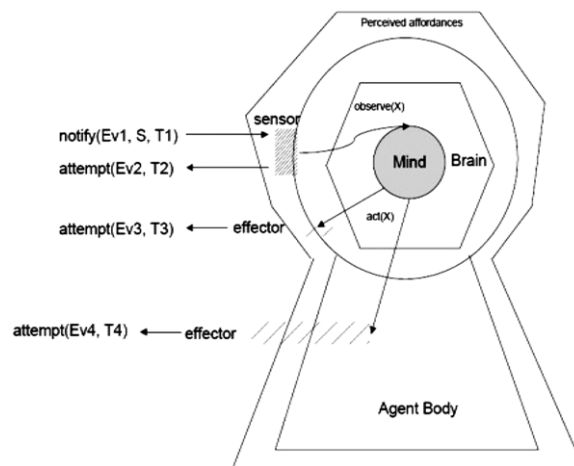 Perceived affordances
observe(X)
sensor
notify(Ev1, S, T1)
Mind
Brain
attempt(Ev2, T2)
act(X)
attempt(Ev3, T3)
effector
attempt(Ev4, T4)
effector
Agent Body